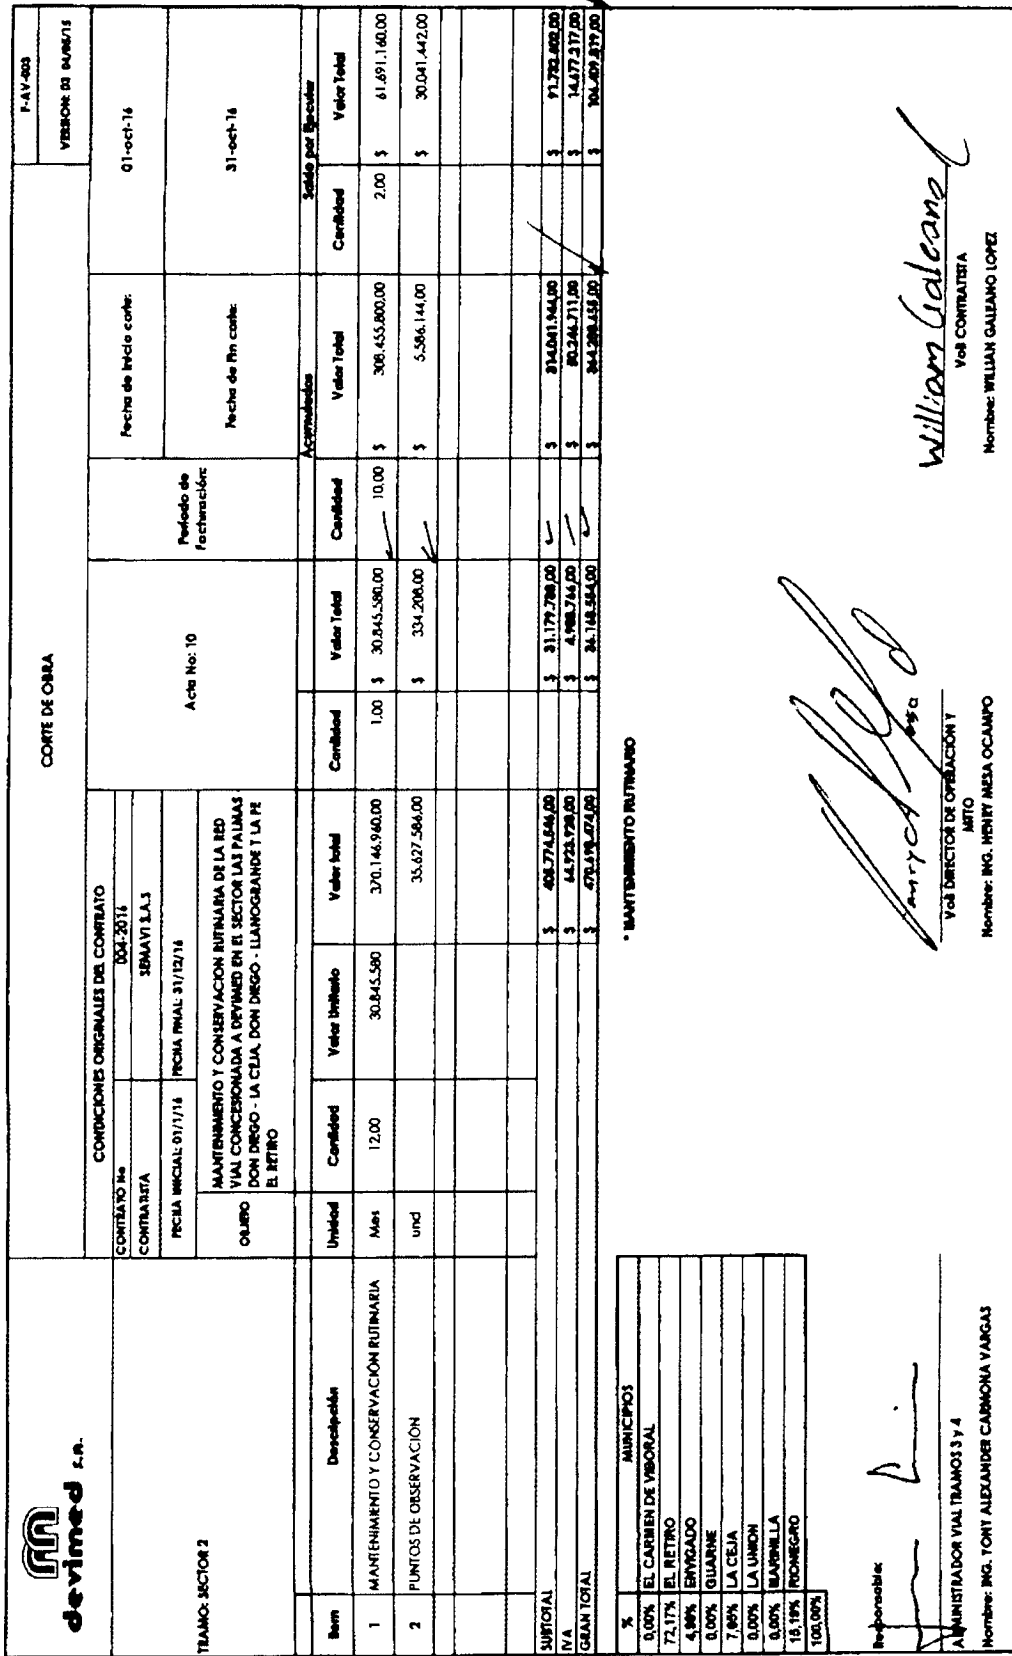 devimed S.A.
CORTE DE OBRA
F-AV-003
VERSION: 03 04/05/15
TRAMO: SECTOR 2
CONDICIONES ORIGINALES DEL CONTRATO
CONTRATO No 004-2016
CONTRATISTA SEMAVI S.A.S
FECHA INICIAL: 01/1/16 FECHA FINAL: 31/12/16
OBJETO
MANTENIMIENTO Y CONSERVACION RUTINARIA DE LA RED
VIAL CONCESIONADA A DEVIMED EN EL SECTOR LAS PALMAS
DON DIEGO - LA CEJA, DON DIEGO - LLANOGRANDE Y LA FE
EL RETIRO
Acta No: 10
Periodo de
facturación:
Fecha de inicio corte: 01-oct-16
Fecha de fin corte: 31-oct-16
Acumulados Saldo por Ejecutar
Item Descripción Unidad Cantidad Valor Unitario Valor total Cantidad Valor Total Cantidad Valor Total Cantidad Valor Total
1 MANTENIMIENTO Y CONSERVACIÓN RUTINARIA Mes 12.00 30.845.580 370.146.960,00 1.00 $ 30.845.580,00 10.00 $ 308.455.800,00 2.00 $ 61.691.160,00
2 PUNTOS DE OBSERVACIÓN und 35.627.586,00 $ 334.208,00 $ 5.586.144,00 $ 30.041.442,00
SUBTOTAL $ 405.774.546,00 $ 31.179.788,00 $ 314.041.944,00 $ 91.732.602,00
IVA $ 64.923.928,00 $ 4.988.766,00 $ 50.246.711,00 $ 14.677.217,00
GRAN TOTAL $ 470.698.474,00 $ 36.168.554,00 $ 364.288.655,00 $ 106.409.819,00
% MUNICIPIOS
0,00% EL CARMEN DE VIBORAL
72,17% EL RETIRO
4,98% ENVIGADO
0,00% GUARNE
7,66% LA CEJA
0,00% LA UNION
0,00% MARINILLA
15,19% RIONEGRO
100,00%
* MANTENIMIENTO RUTINARIO
Responsable:
ADMINISTRADOR VIAL TRAMOS 3 y 4
Nombre: ING. TONY ALEXANDER CARMONA VARGAS
VoB DIRECTOR DE OPERACIÓN Y
MTTO
Nombre: ING. HENRY MESA OCAMPO
William Galeano
VoB CONTRATISTA
Nombre: WILLIAN GALEANO LOPEZ